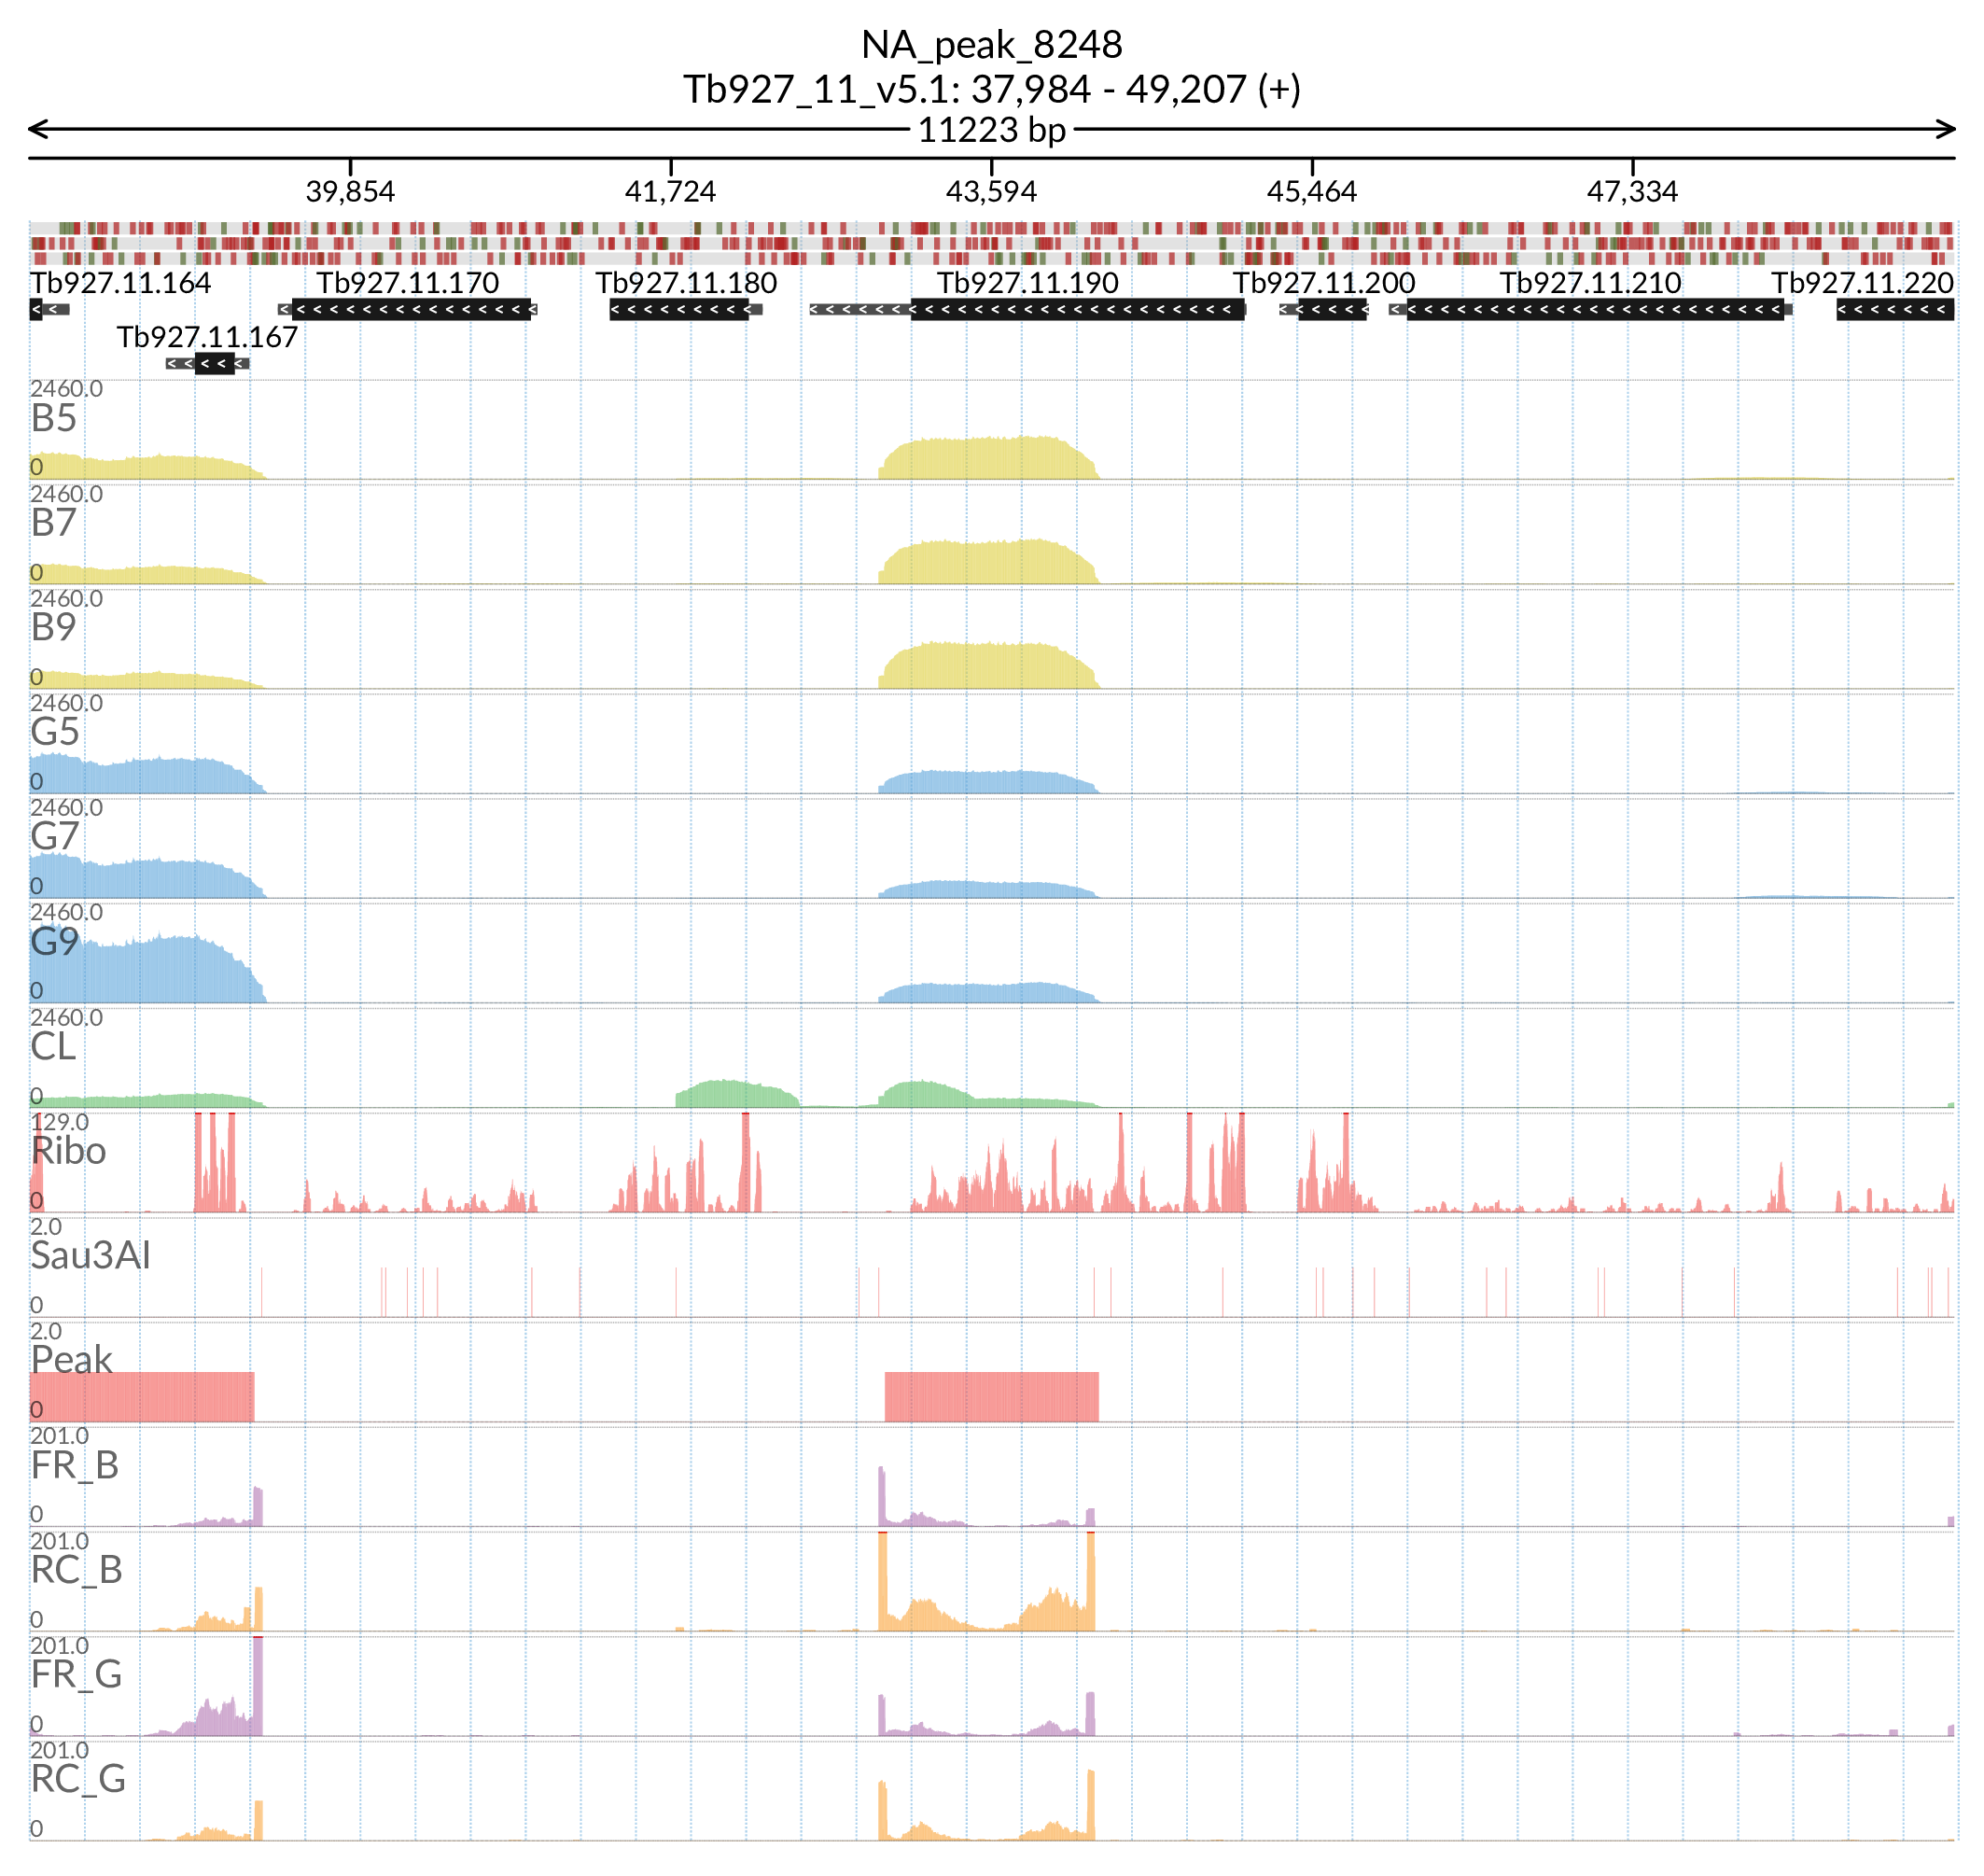 NA_peak_8248
Tb927_11_v5.1: 37,984 - 49,207 (+)
11223 bp
39,854 41,724 43,594 45,464 47,334
Tb927.11.164 Tb927.11.170 Tb927.11.180 Tb927.11.190 Tb927.11.200 Tb927.11.210 Tb927.11.220
Tb927.11.167
2460.0
B5
0
2460.0
B7
0
2460.0
B9
0
2460.0
G5
0
2460.0
G7
0
2460.0
G9
0
2460.0
CL
0
129.0
Ribo
0
2.0
Sau3AI
0
2.0
Peak
0
201.0
FR_B
0
201.0
RC_B
0
201.0
FR_G
0
201.0
RC_G
0